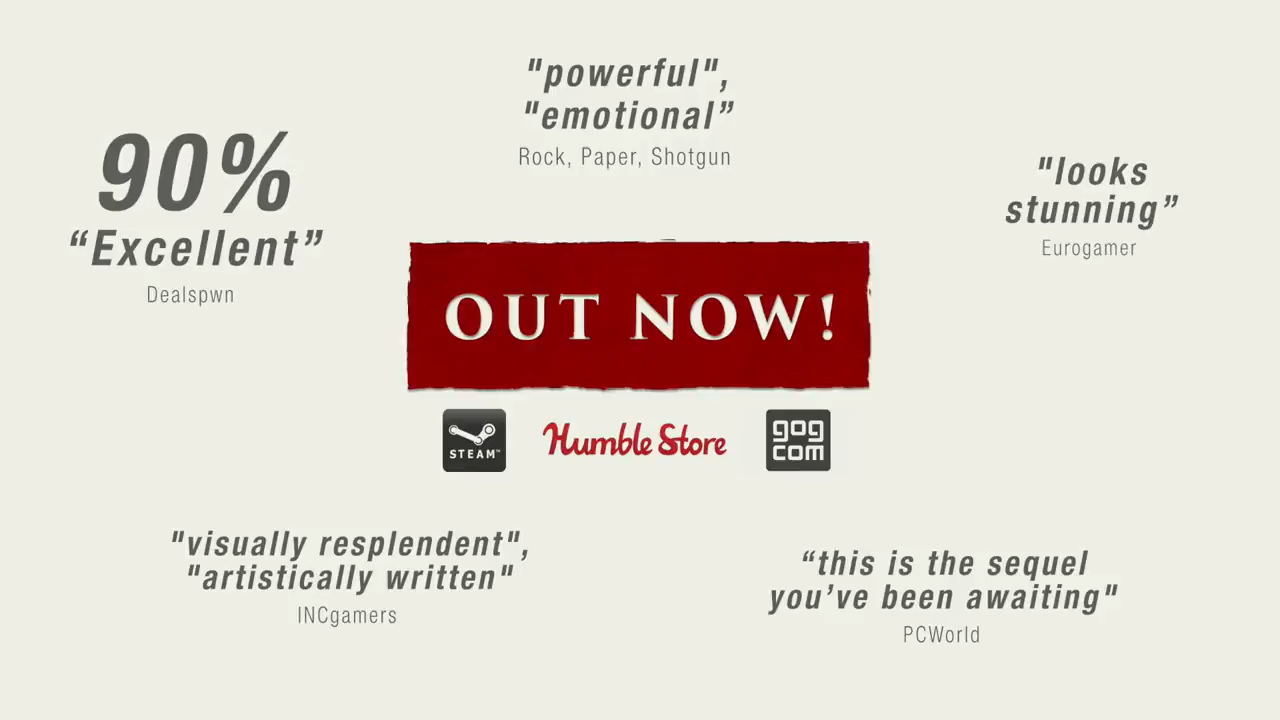 "powerful",
"emotional”
Rock, Paper, Shotgun
90%
“Excellent”
Dealspwn
"looks
stunning”
Eurogamer
OUT NOW!
STEAM™
Humble Store
gog
com
"visually resplendent",
"artistically written"
INCgamers
“this is the sequel
you’ve been awaiting"
PCWorld